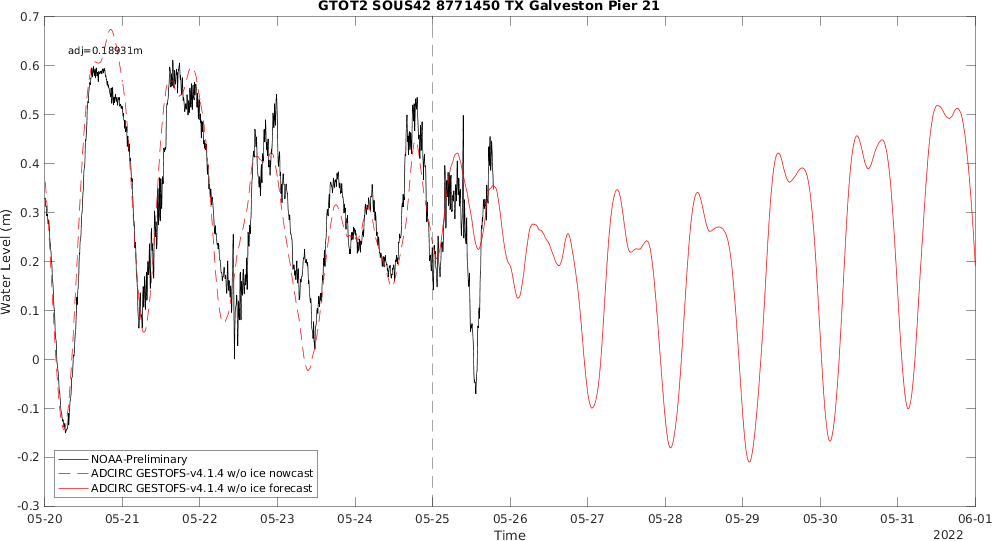 GTOT2 SOUS42 8771450 TX Galveston Pier 21
0.7
0.6
0.5
0.4
0.3
0.2
0.1
0
-0.1
-0.2
-0.3
Water Level (m)
adj=0.18931m
NOAA-Preliminary
ADCIRC GESTOFS-v4.1.4 w/o ice nowcast
ADCIRC GESTOFS-v4.1.4 w/o ice forecast
05-20 05-21 05-22 05-23 05-24 05-25 05-26 05-27 05-28 05-29 05-30 05-31 06-01
Time
2022